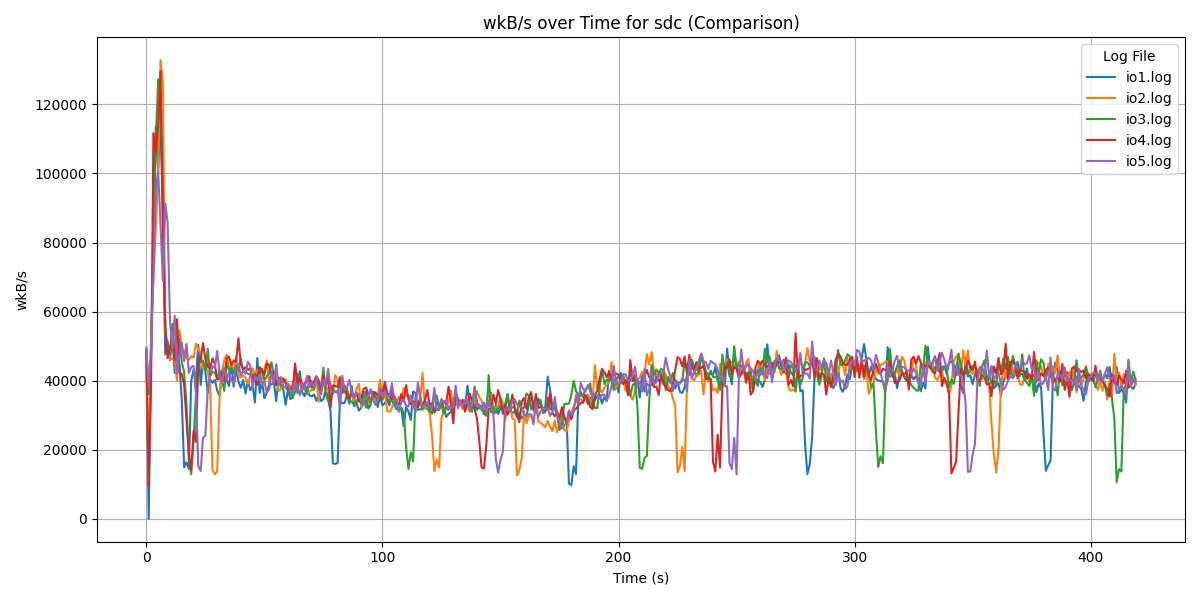 wkB/s over Time for sdc (Comparison)
Log File
io1.log
io2.log
io3.log
io4.log
io5.log
120000
100000
80000
60000
40000
20000
0
wkB/s
0
100
200
300
400
Time (s)